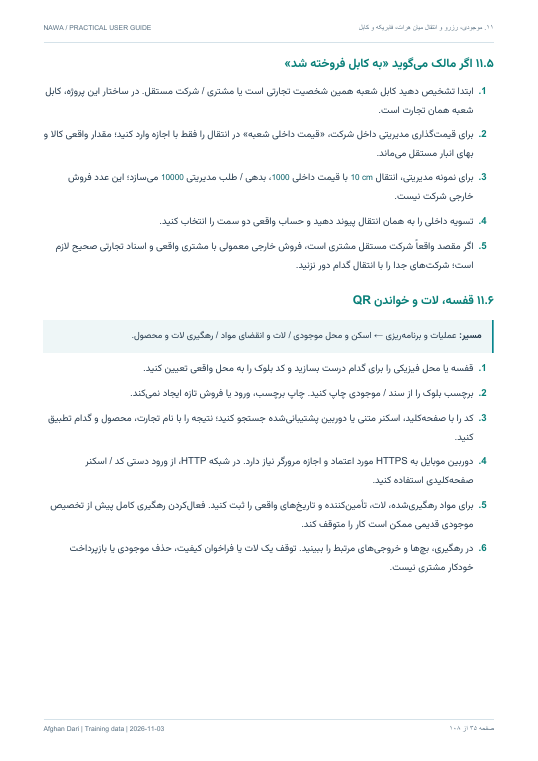 NAWA / PRACTICAL USER GUIDE
۱۱. موجودی، رزرو و انتقال میان هرات، فابریکه و کابل
۱۱.۵ اگر مالک می‌گوید «به کابل فروخته شد»
1. ابتدا تشخیص دهید کابل شعبه همین شخصیت تجارتی است یا مشتری / شرکت مستقل. در ساختار این پروژه، کابل
شعبه همان تجارت است.
2. برای قیمت‌گذاری مدیریتی داخل شرکت، «قیمت داخلی شعبه» در انتقال را فقط با اجازه وارد کنید؛ مقدار واقعی کالا و
بهای انبار مستقل می‌ماند.
3. برای نمونه مدیریتی، انتقال 10 cm با قیمت داخلی 1000، بدهی / طلب مدیریتی 10000 می‌سازد؛ این عدد فروش
خارجی شرکت نیست.
4. تسویه داخلی را به همان انتقال پیوند دهید و حساب واقعی دو سمت را انتخاب کنید.
5. اگر مقصد واقعاً شرکت مستقل مشتری است، فروش خارجی معمولی با مشتری واقعی و اسناد تجارتی صحیح لازم
است؛ شرکت‌های جدا را با انتقال گدام دور نزنید.
۱۱.۶ قفسه، لات و خواندن QR
مسیر: عملیات و برنامه‌ریزی ← اسکن و محل موجودی / لات و انقضای مواد / رهگیری لات و محصول.
1. قفسه یا محل فیزیکی را برای گدام درست بسازید و کد بلوک را به محل واقعی تعیین کنید.
2. برچسب بلوک را از سند / موجودی چاپ کنید. چاپ برچسب، ورود یا فروش تازه ایجاد نمی‌کند.
3. کد را با صفحه‌کلید، اسکنر متنی یا دوربین پشتیبانی‌شده جستجو کنید؛ نتیجه را با نام تجارت، محصول و گدام تطبیق
کنید.
4. دوربین موبایل به HTTPS مورد اعتماد و اجازه مرورگر نیاز دارد. در شبکه HTTP، از ورود دستی کد / اسکنر
صفحه‌کلیدی استفاده کنید.
5. برای مواد رهگیری‌شده، لات، تأمین‌کننده و تاریخ‌های واقعی را ثبت کنید. فعال‌کردن رهگیری کامل پیش از تخصیص
موجودی قدیمی ممکن است کار را متوقف کند.
6. در رهگیری، بچ‌ها و خروجی‌های مرتبط را ببینید. توقف یک لات یا فراخوان کیفیت، حذف موجودی یا بازپرداخت
خودکار مشتری نیست.
Afghan Dari | Training data | 2026-11-03
صفحه ۳۵ از ۱۰۸